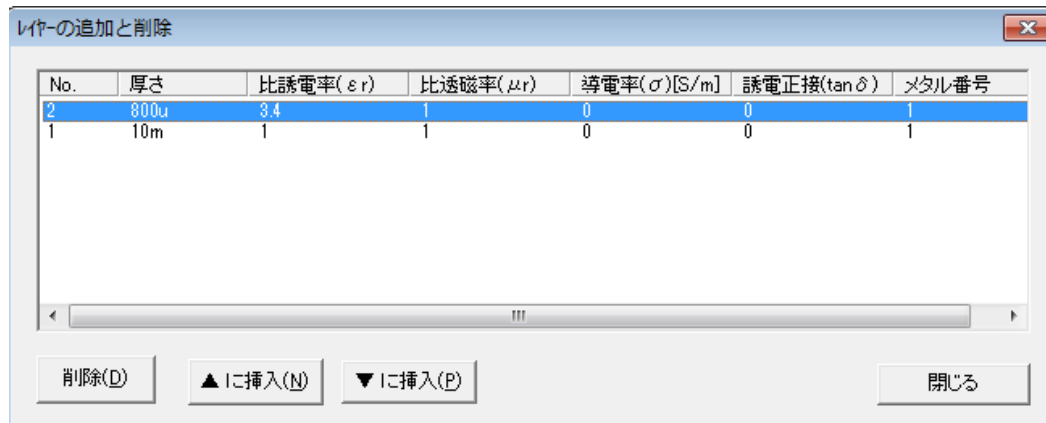 ﾚｲﾔｰの追加と削除
No. 厚さ 比誘電率(εr) 比透磁率(μr) 導電率(σ)[S/m] 誘電正接(tanδ) メタル番号
2 800u 3.4 1 0 0 1
1 10m 1 1 0 0 1
削除(D) ▲ に挿入(N) ▼ に挿入(P) 閉じる